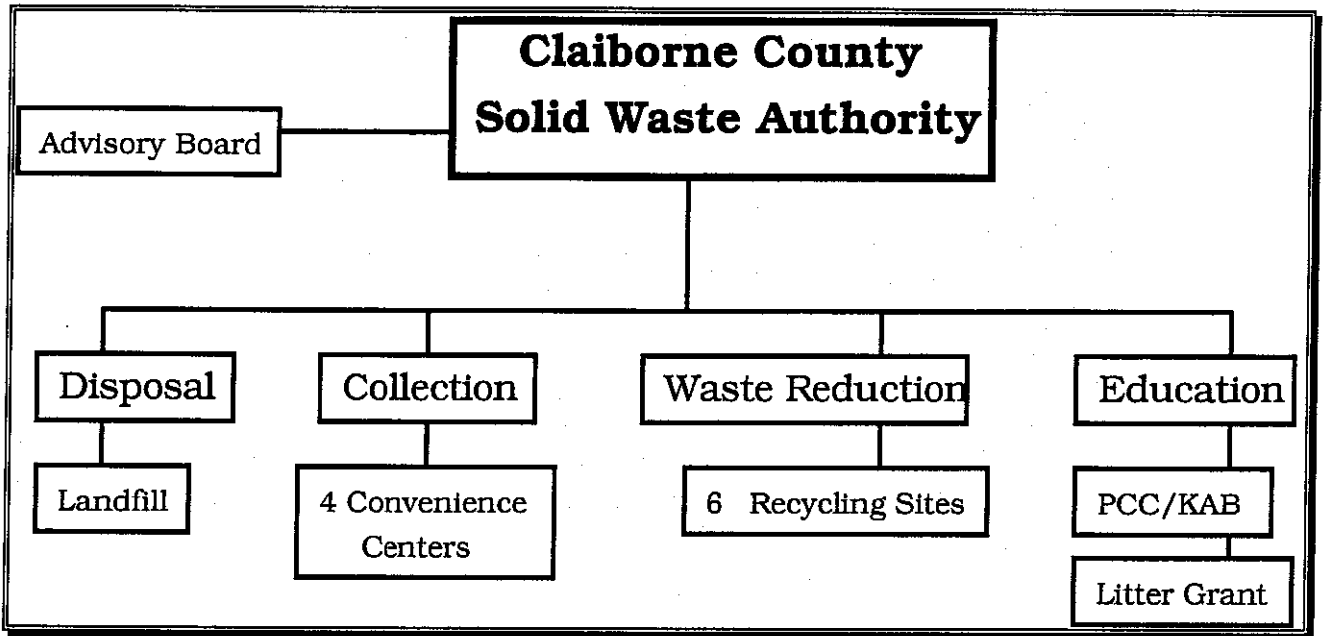 Claiborne County
Solid Waste Authority
Advisory Board
Disposal
Collection
Waste Reduction
Education
Landfill
4 Convenience
Centers
6 Recycling Sites
PCC/KAB
Litter Grant